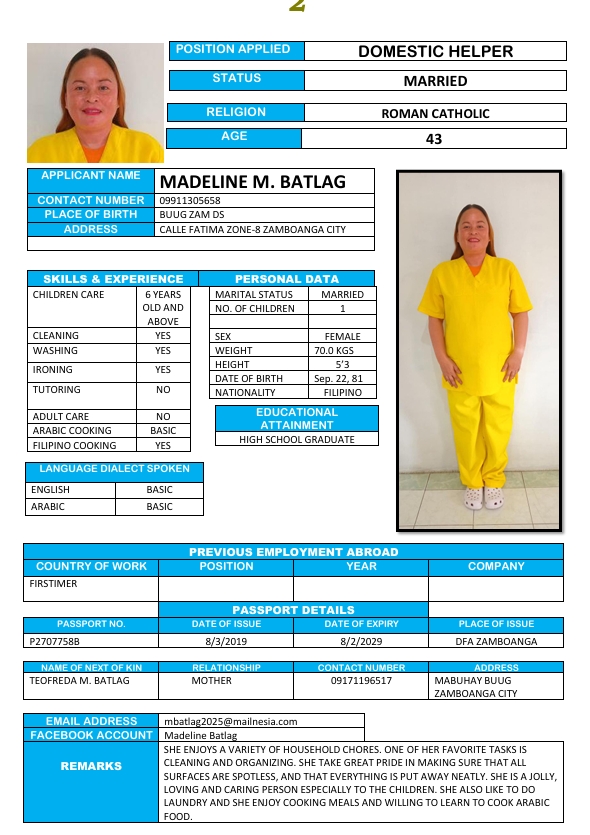 2
POSITION APPLIED DOMESTIC HELPER
STATUS MARRIED
RELIGION ROMAN CATHOLIC
AGE 43
APPLICANT NAME MADELINE M. BATLAG
CONTACT NUMBER 09911305658
PLACE OF BIRTH BUUG ZAM DS
ADDRESS CALLE FATIMA ZONE-8 ZAMBOANGA CITY
SKILLS & EXPERIENCE PERSONAL DATA
CHILDREN CARE 6 YEARS
OLD AND
ABOVE
CLEANING YES
WASHING YES
IRONING YES
TUTORING NO
ADULT CARE NO
ARABIC COOKING BASIC
FILIPINO COOKING YES
MARITAL STATUS MARRIED
NO. OF CHILDREN 1
SEX FEMALE
WEIGHT 70.0 KGS
HEIGHT 5'3
DATE OF BIRTH Sep. 22, 81
NATIONALITY FILIPINO
EDUCATIONAL
ATTAINMENT
HIGH SCHOOL GRADUATE
LANGUAGE DIALECT SPOKEN
ENGLISH BASIC
ARABIC BASIC
PREVIOUS EMPLOYMENT ABROAD
COUNTRY OF WORK POSITION YEAR COMPANY
FIRSTIMER
PASSPORT DETAILS
PASSPORT NO. DATE OF ISSUE DATE OF EXPIRY PLACE OF ISSUE
P2707758B 8/3/2019 8/2/2029 DFA ZAMBOANGA
NAME OF NEXT OF KIN RELATIONSHIP CONTACT NUMBER ADDRESS
TEOFREDA M. BATLAG MOTHER 09171196517 MABUHAY BUUG
ZAMBOANGA CITY
EMAIL ADDRESS mbatlag2025@mailnesia.com
FACEBOOK ACCOUNT Madeline Batlag
REMARKS
SHE ENJOYS A VARIETY OF HOUSEHOLD CHORES. ONE OF HER FAVORITE TASKS IS
CLEANING AND ORGANIZING. SHE TAKE GREAT PRIDE IN MAKING SURE THAT ALL
SURFACES ARE SPOTLESS, AND THAT EVERYTHING IS PUT AWAY NEATLY. SHE IS A JOLLY,
LOVING AND CARING PERSON ESPECIALLY TO THE CHILDREN. SHE ALSO LIKE TO DO
LAUNDRY AND SHE ENJOY COOKING MEALS AND WILLING TO LEARN TO COOK ARABIC
FOOD.